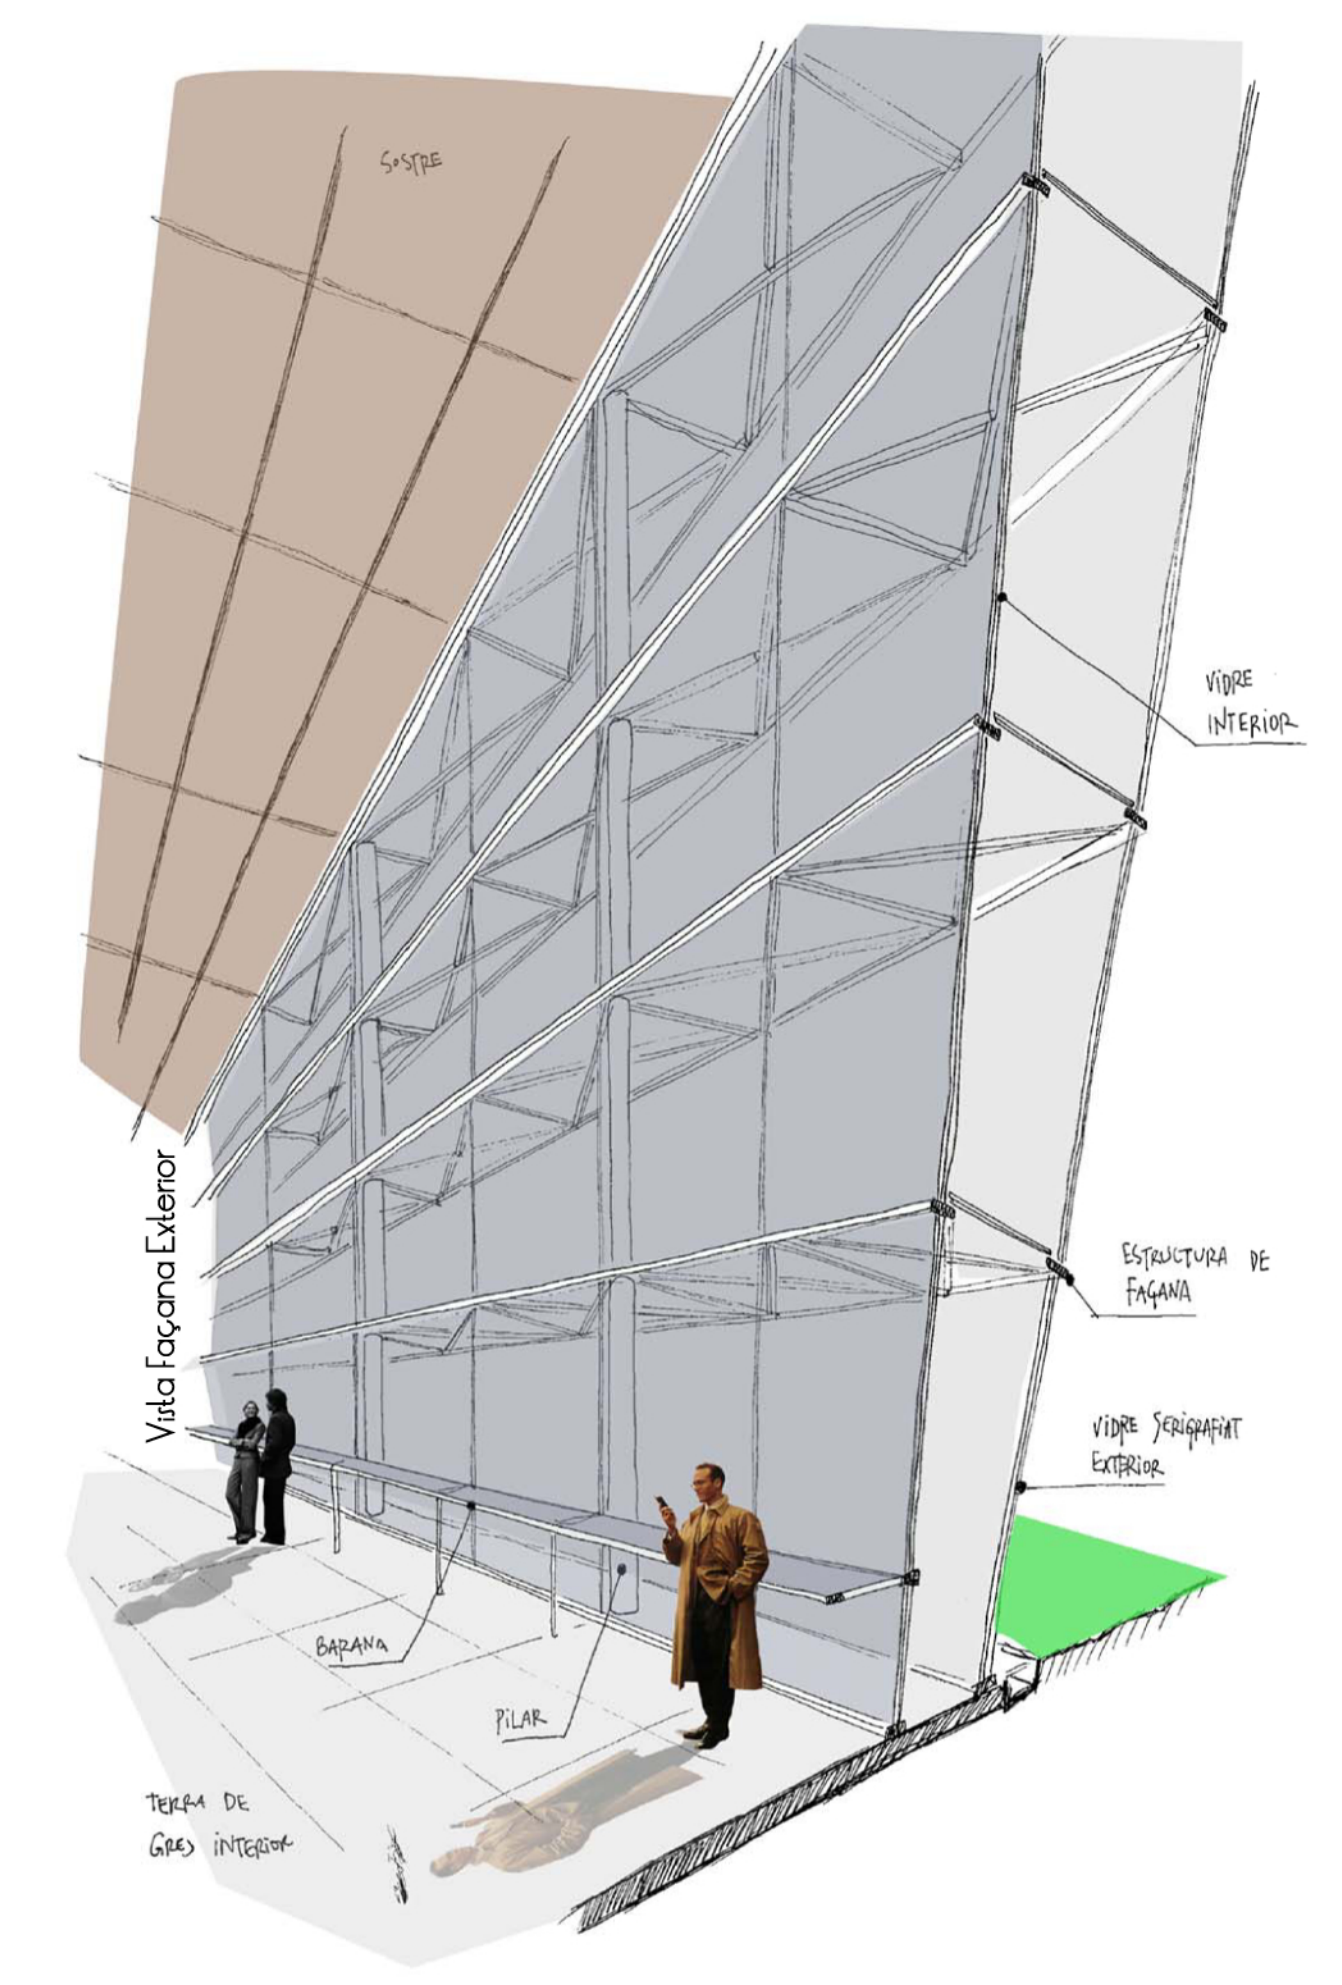 SOSTRE
VIDRE
INTERIOR
Vista Façana Exterior
ESTRUCTURA DE
FAÇANA
VIDRE SERIGRAFIAT
EXTERIOR
BARANA
PILAR
TERRA DE
GRES INTERIOR